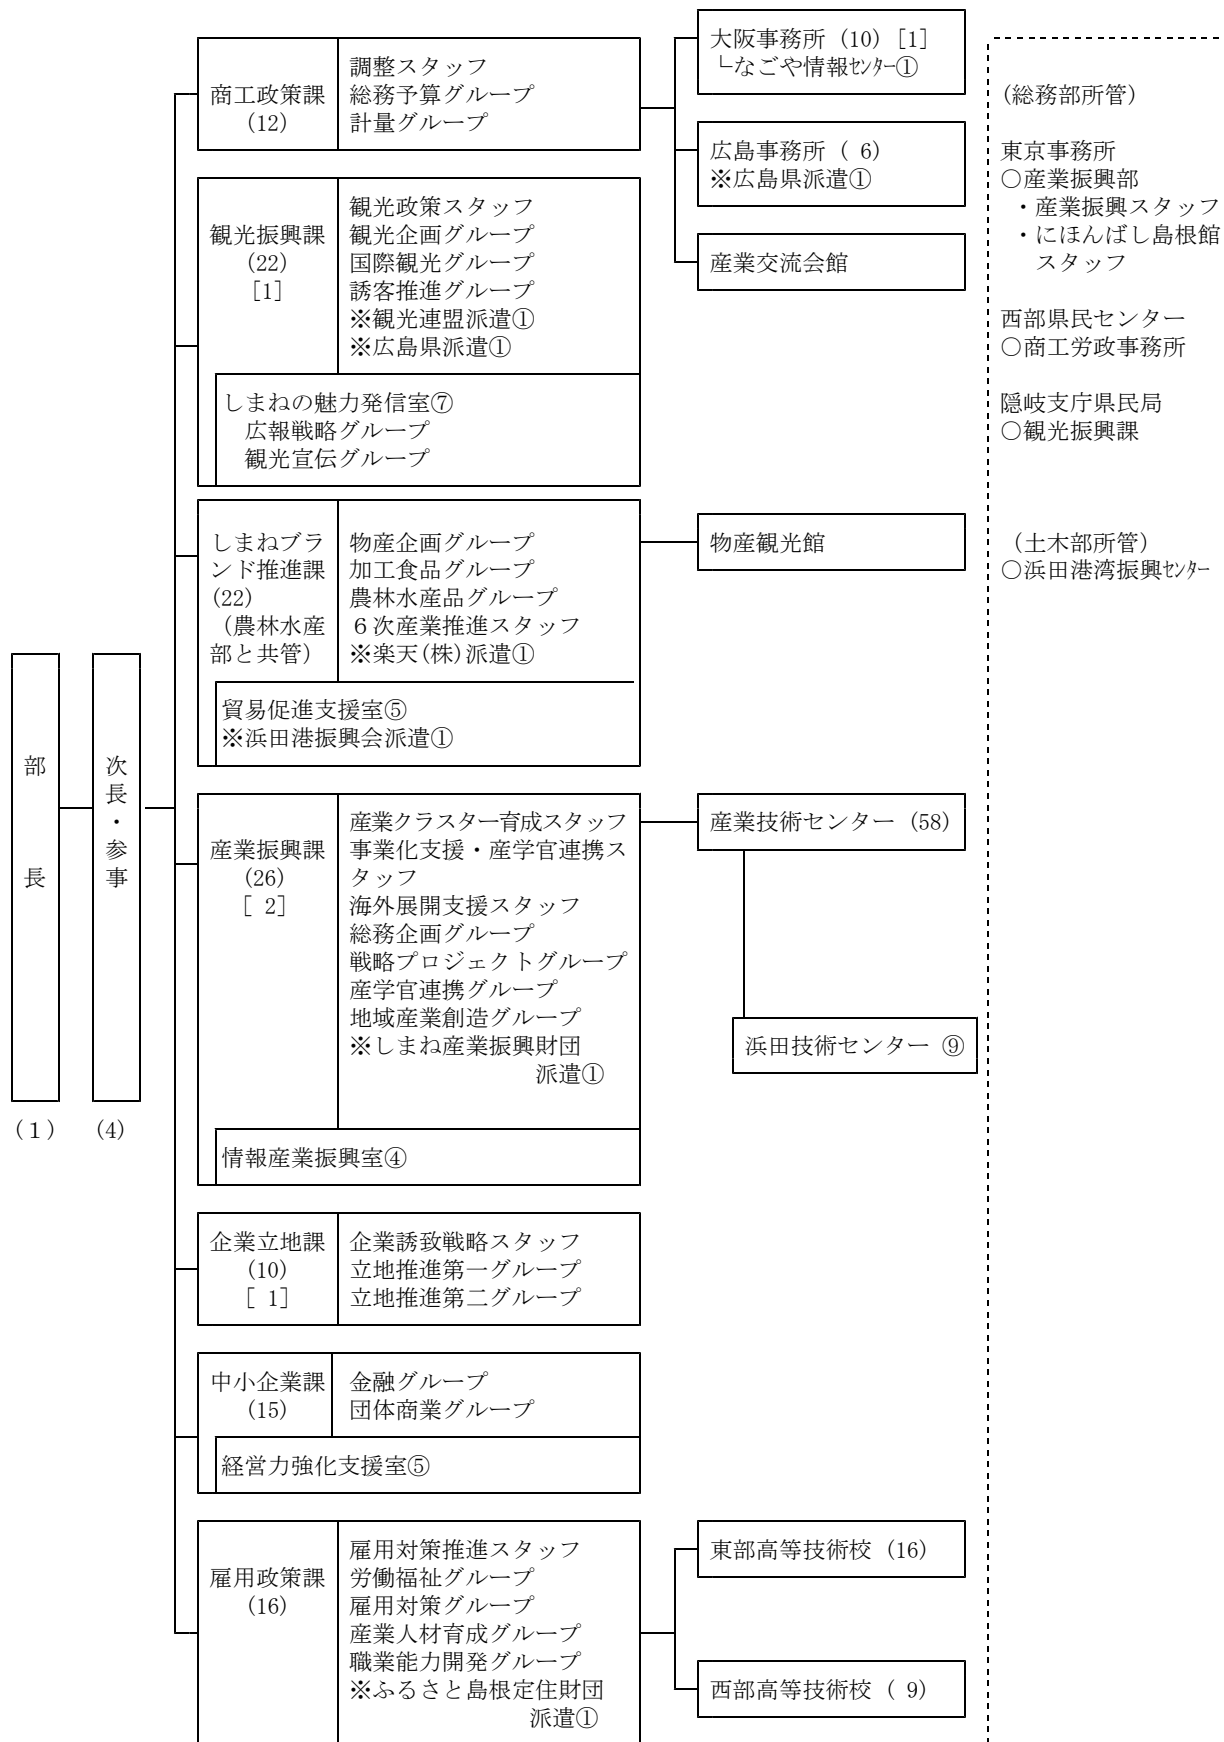 部
長
(１)
次
長
・
参
事
(4)
商工政策課
(12)
調整スタッフ
総務予算グループ
計量グループ
大阪事務所 (10) [1]
└なごや情報ｾﾝﾀｰ①
広島事務所 ( 6)
※広島県派遣①
産業交流会館
観光振興課
(22)
[1]
観光政策スタッフ
観光企画グループ
国際観光グループ
誘客推進グループ
※観光連盟派遣①
※広島県派遣①
しまねの魅力発信室⑦
広報戦略グループ
観光宣伝グループ
しまねブラ
ンド推進課
(22)
（農林水産
部と共管）
物産企画グループ
加工食品グループ
農林水産品グループ
６次産業推進スタッフ
※楽天(株)派遣①
貿易促進支援室⑤
※浜田港振興会派遣①
物産観光館
産業振興課
(26)
[ 2]
産業クラスター育成スタッフ
事業化支援・産学官連携ス
タッフ
海外展開支援スタッフ
総務企画グループ
戦略プロジェクトグループ
産学官連携グループ
地域産業創造グループ
※しまね産業振興財団
派遣①
情報産業振興室④
産業技術センター (58)
浜田技術センター ⑨
企業立地課
(10)
[ 1]
企業誘致戦略スタッフ
立地推進第一グループ
立地推進第二グループ
中小企業課
(15)
金融グループ
団体商業グループ
経営力強化支援室⑤
雇用政策課
(16)
雇用対策推進スタッフ
労働福祉グループ
雇用対策グループ
産業人材育成グループ
職業能力開発グループ
※ふるさと島根定住財団
派遣①
東部高等技術校 (16)
西部高等技術校 ( 9)
(総務部所管）
東京事務所
○産業振興部
・産業振興スタッフ
・にほんばし島根館
スタッフ
西部県民センター
○商工労政事務所
隠岐支庁県民局
○観光振興課
（土木部所管）
○浜田港湾振興ｾﾝﾀｰ